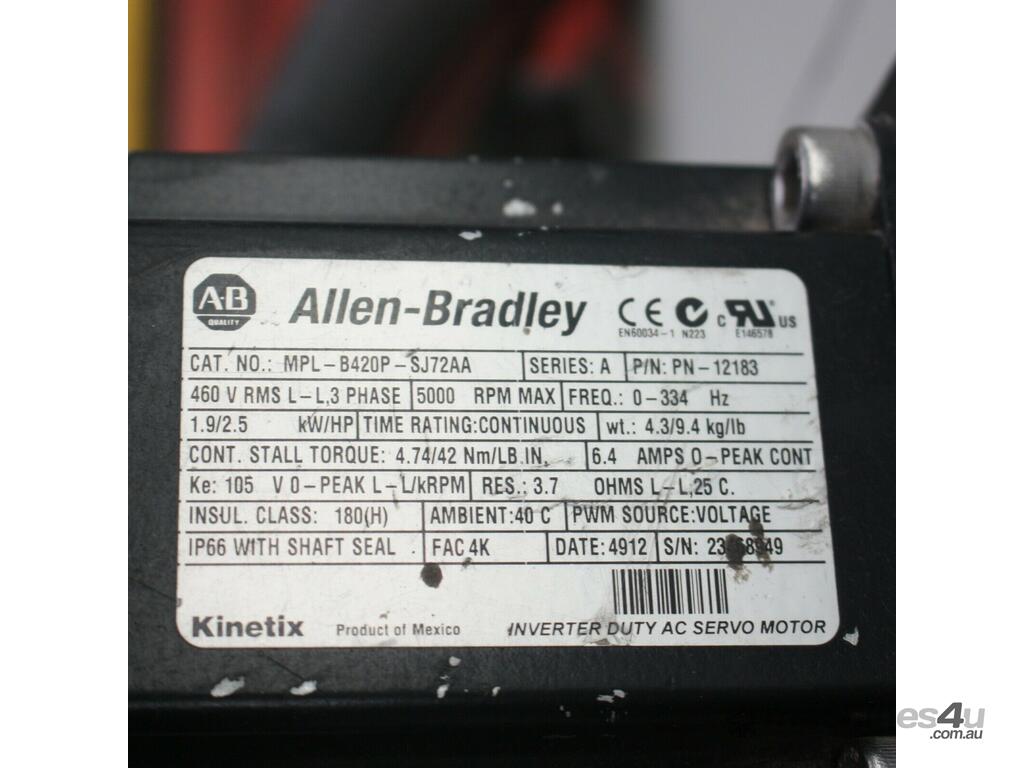 A-B
QUALITY
Allen-Bradley
CE
EN60034-1 N223
c RU US
E146578
CAT. NO.: MPL-B420P-SJ72AA SERIES: A P/N: PN-12183
460 V RMS L-L,3 PHASE 5000 RPM MAX FREQ.: 0-334 Hz
1.9/2.5 kW/HP TIME RATING:CONTINUOUS wt.: 4.3/9.4 kg/lb
CONT. STALL TORQUE: 4.74/42 Nm/LB.IN. 6.4 AMPS 0-PEAK CONT
Ke: 105 V 0-PEAK L-L/kRPM RES.: 3.7 OHMS L-L,25 C.
INSUL. CLASS: 180(H) AMBIENT:40 C PWM SOURCE:VOLTAGE
IP66 WITH SHAFT SEAL FAC 4K DATE:4912 S/N:
Kinetix Product of Mexico INVERTER DUTY AC SERVO MOTOR
es4u
.com.au